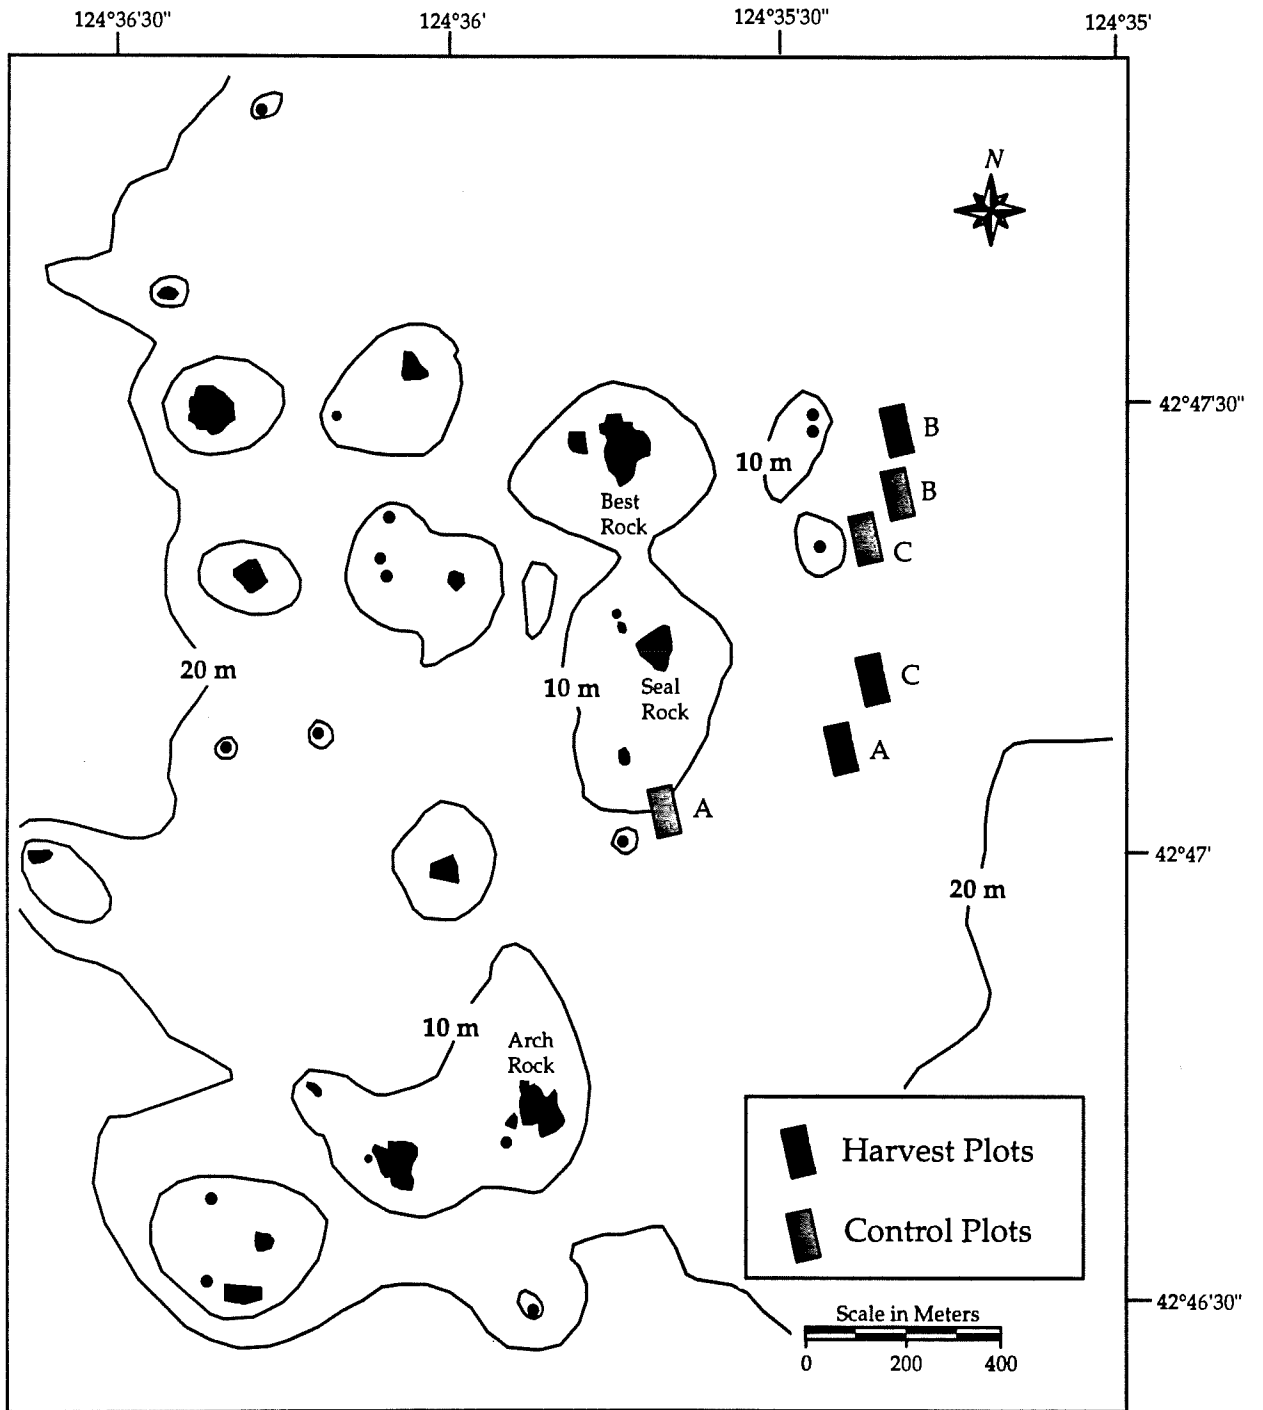 124°36'30"
124°36'
124°35'30"
124°35'
N
42°47'30"
B
10 m
B
Best
Rock
C
20 m
10 m
Seal
Rock
C
A
A
42°47'
20 m
10 m
Arch
Rock
Harvest Plots
Control Plots
42°46'30"
Scale in Meters
0 200 400